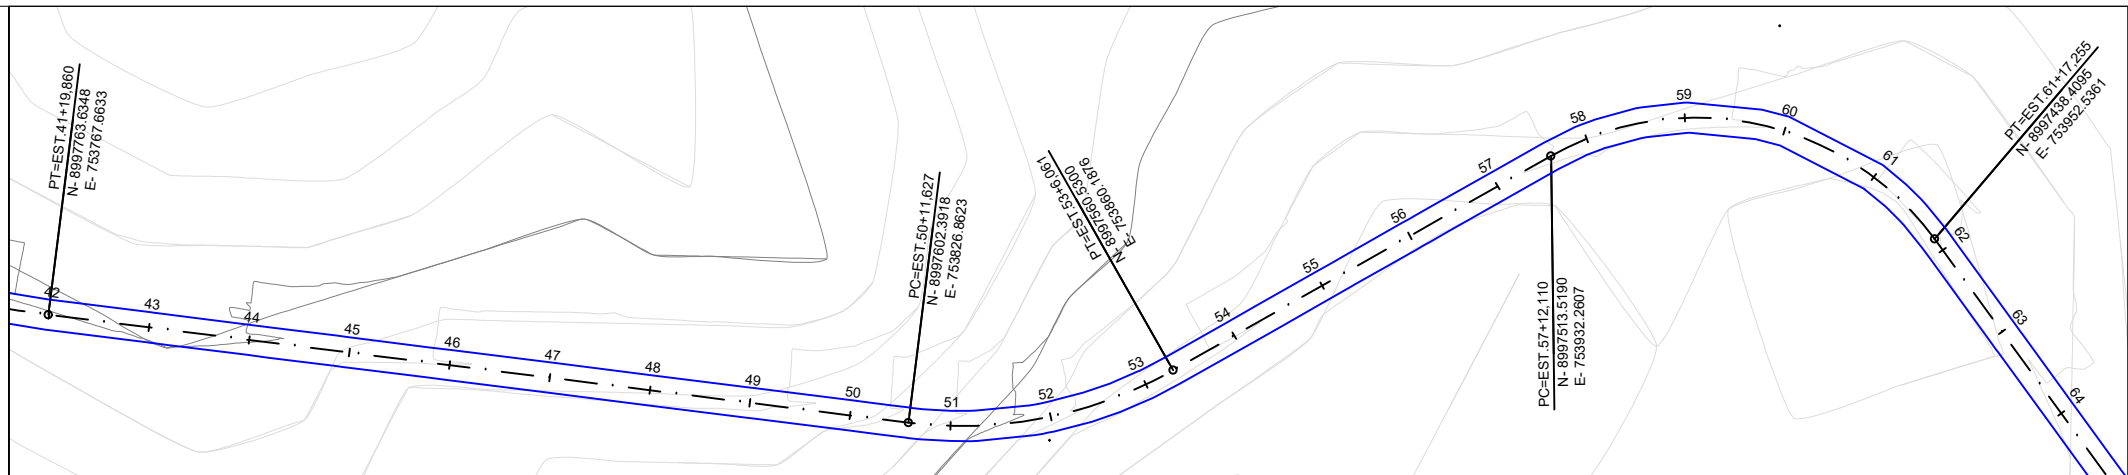 PT=EST.41+19,860
N- 8997763.6348
E- 753767.6633
42
43
44
45
46
47
48
49
50
PC=EST.50+11,627
N- 8997602.3918
E- 753826.8623
51
52
53
PT=EST.53+6,061
N- 8997560.5300
E- 753860.1876
54
55
56
57
PC=EST.57+12,110
N- 8997513.5190
E- 753932.2607
58
59
60
61
PT=EST.61+17,255
N- 8997438.4095
E- 753952.5361
62
63
64